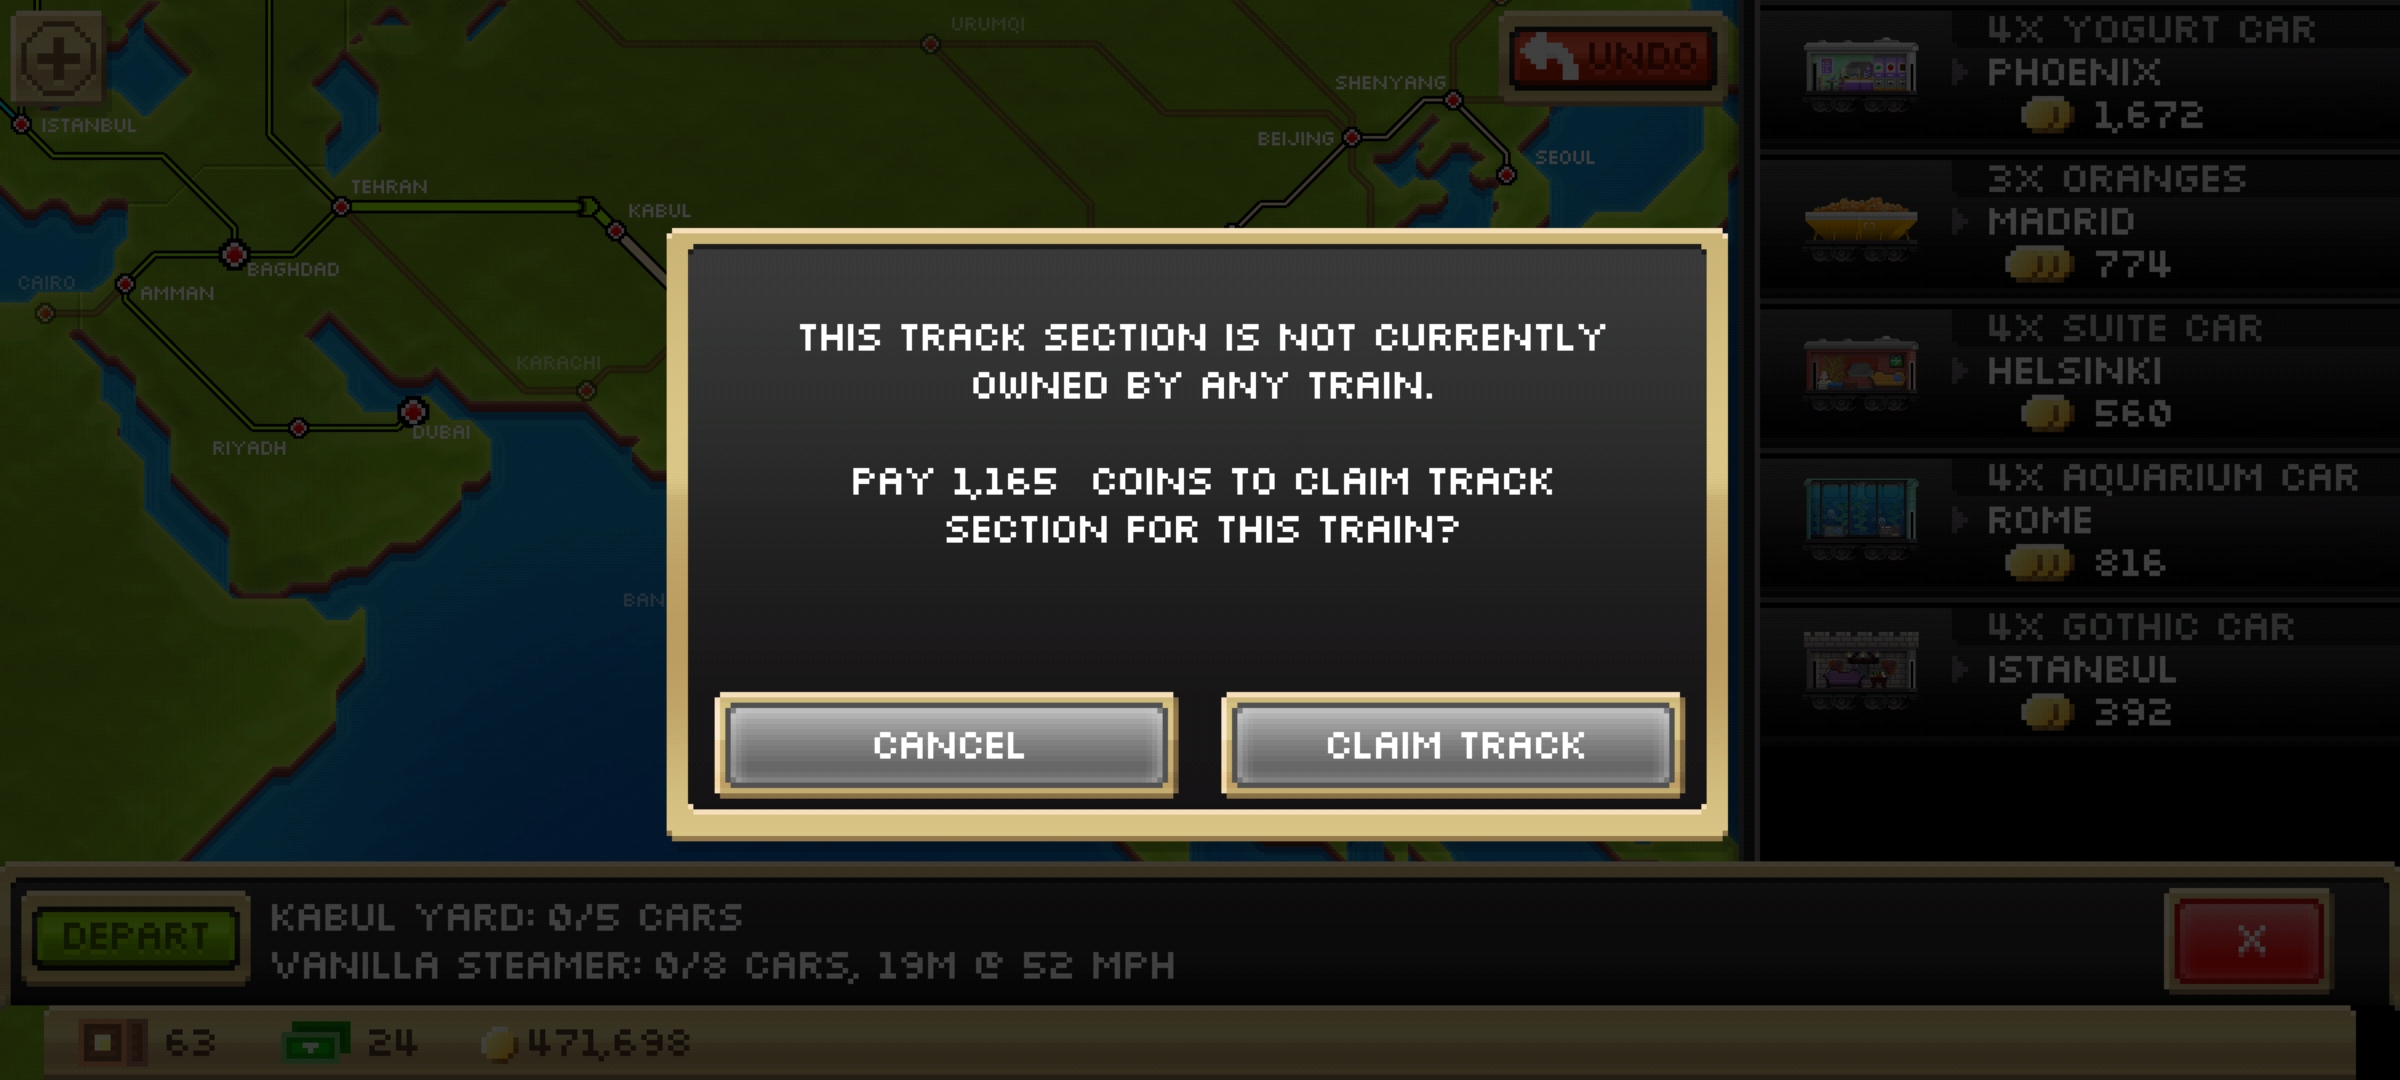 URUMQI
SHENYANG
UNDO
ISTANBUL
BEIJING
SEOUL
TEHRAN
KABUL
BAGHDAD
CAIRO
AMMAN
KARACHI
DUBAI
RIYADH
BAN
THIS TRACK SECTION IS NOT CURRENTLY
OWNED BY ANY TRAIN.
PAY 1,165 COINS TO CLAIM TRACK
SECTION FOR THIS TRAIN?
CANCEL
CLAIM TRACK
4X YOGURT CAR
PHOENIX
1,672
3X ORANGES
MADRID
774
4X SUITE CAR
HELSINKI
560
4X AQUARIUM CAR
ROME
816
4X GOTHIC CAR
ISTANBUL
392
DEPART
KABUL YARD: 0/5 CARS
VANILLA STEAMER: 0/8 CARS, 19M @ 52 MPH
X
63
24
471,698